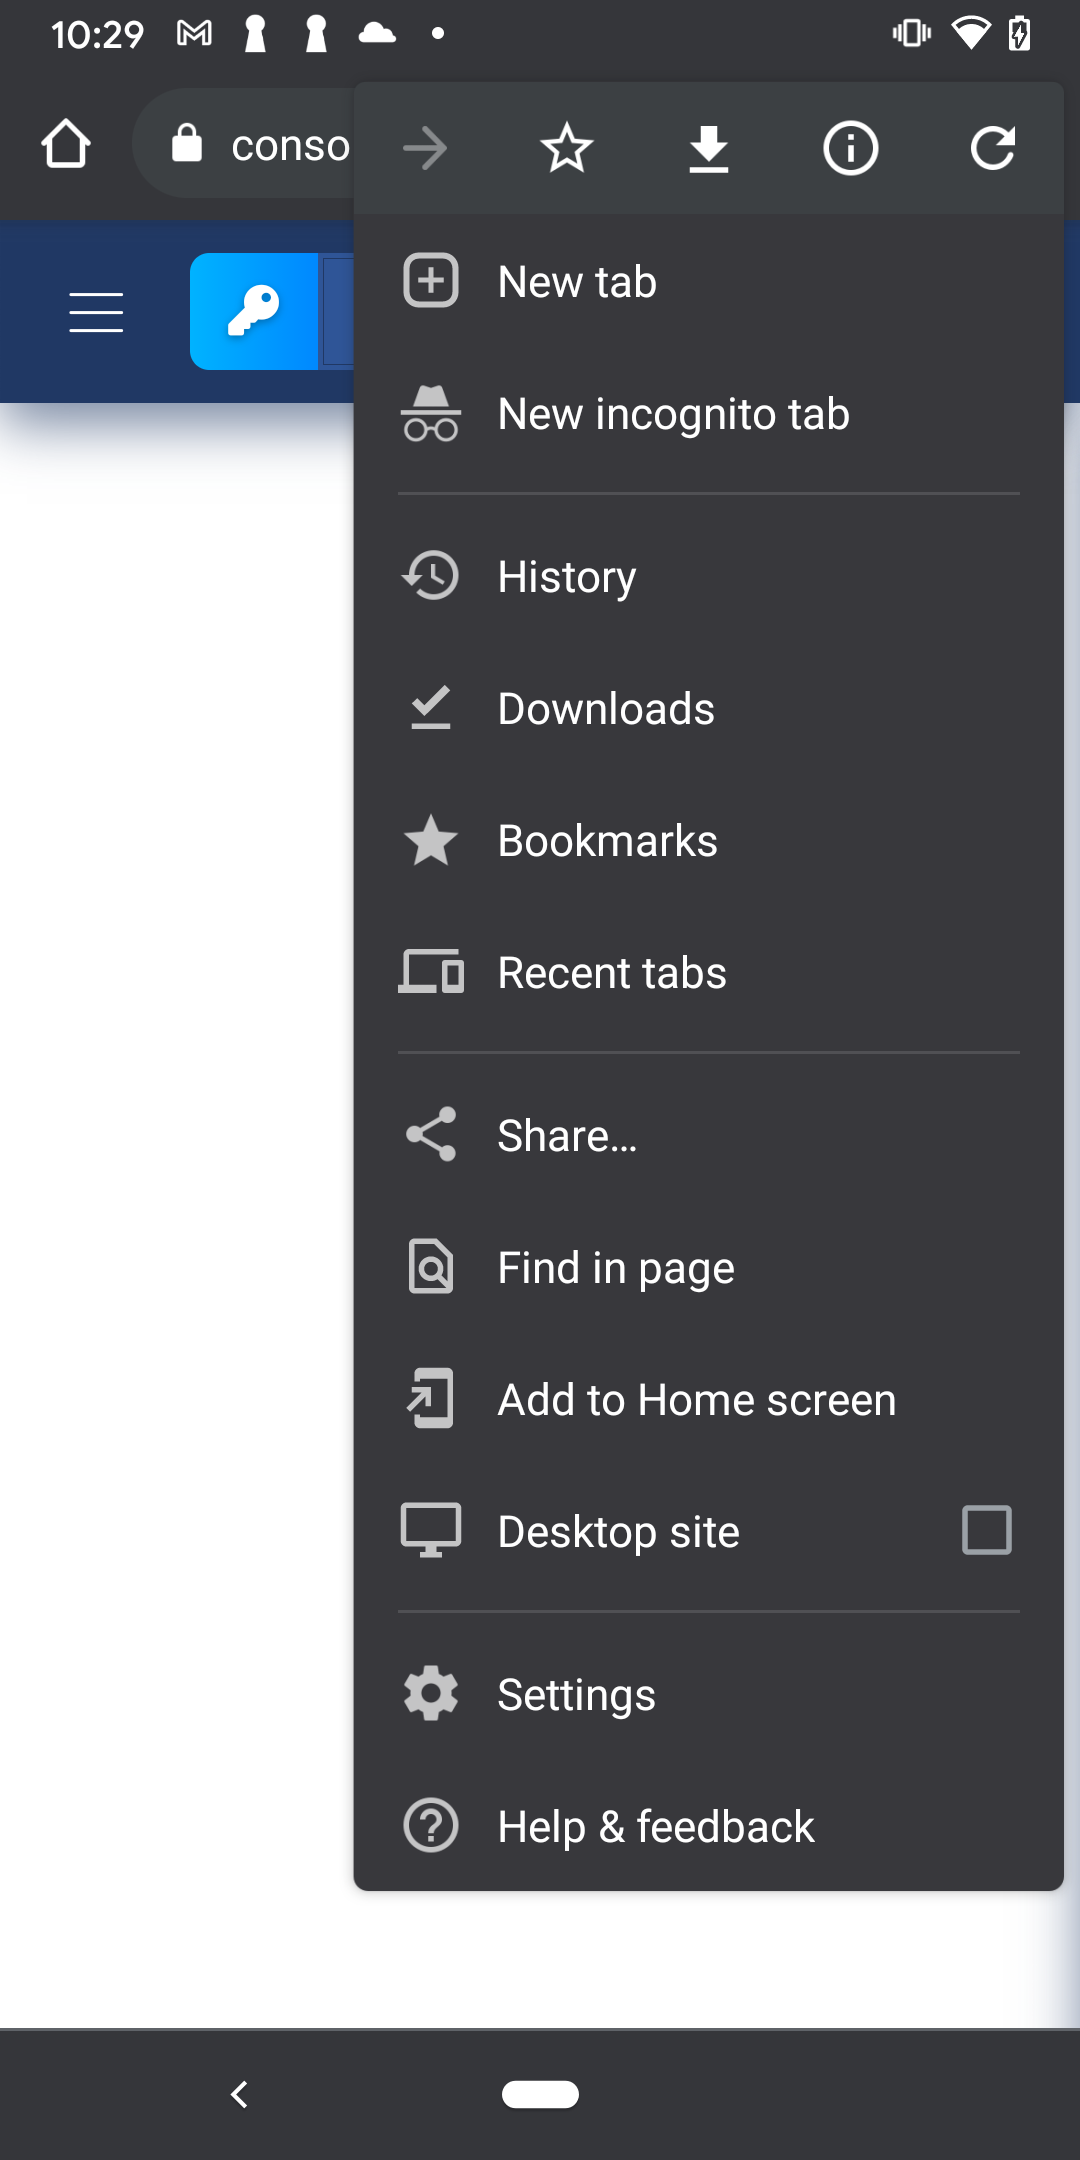 10:29
conso
New tab
New incognito tab
History
Downloads
Bookmarks
Recent tabs
Share...
Find in page
Add to Home screen
Desktop site
Settings
Help & feedback